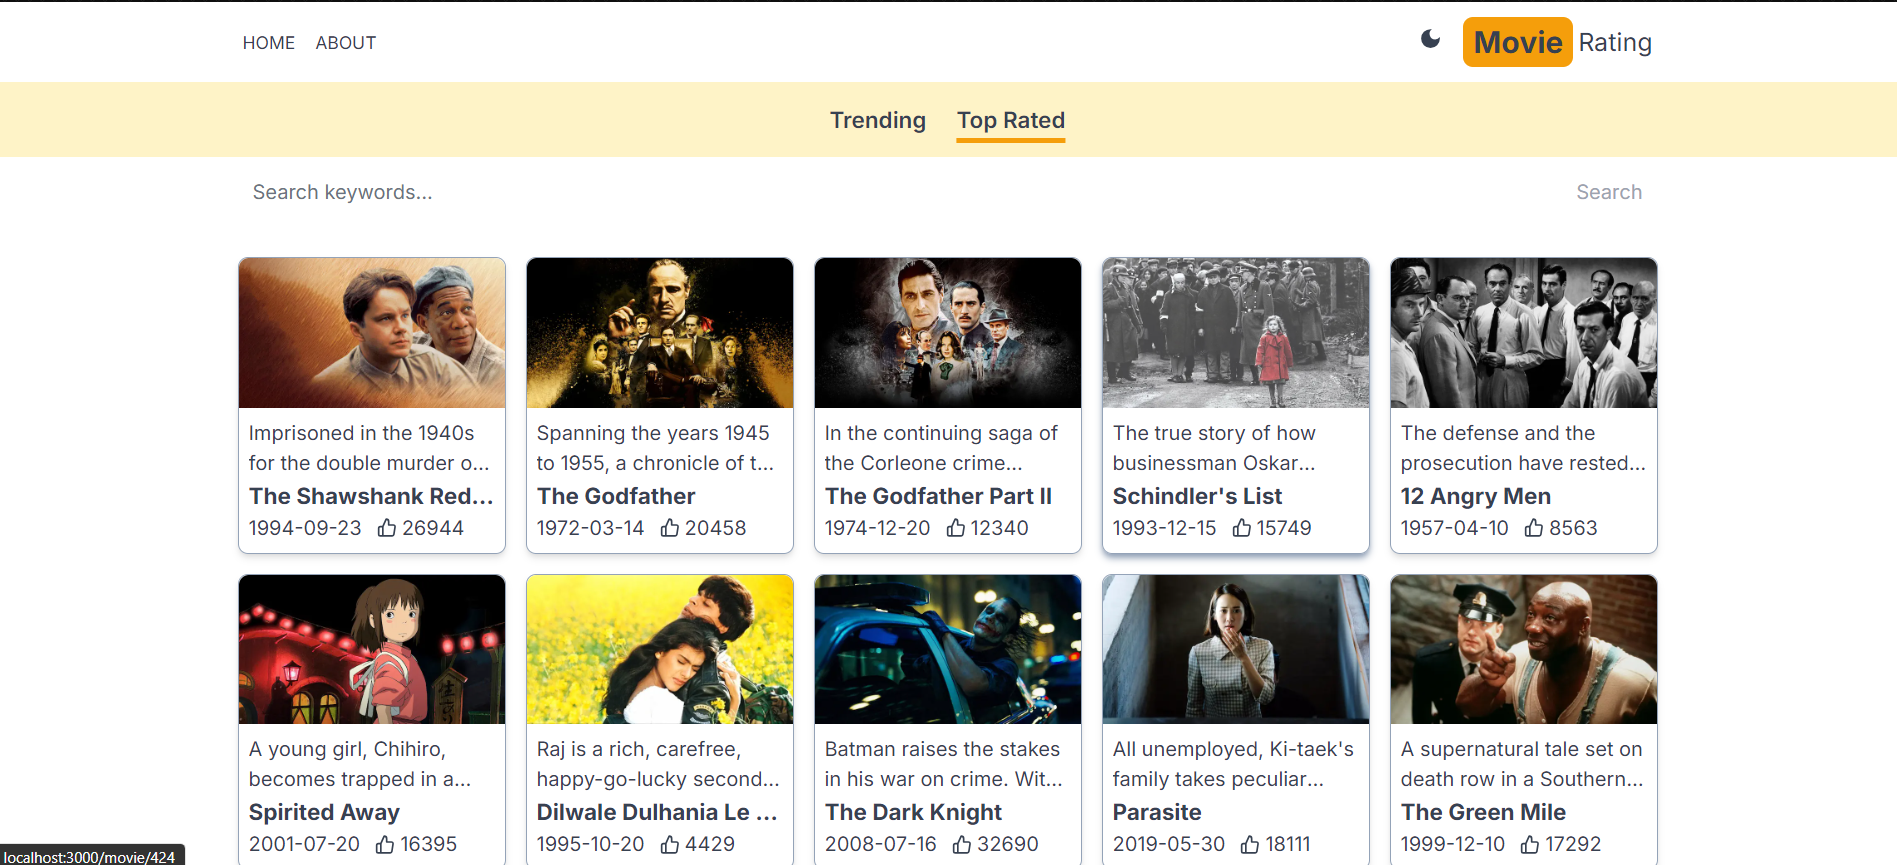 HOME ABOUT Movie Rating
Trending Top Rated
Search keywords... Search
Imprisoned in the 1940s
for the double murder o...
The Shawshank Red...
1994-09-23 26944
Spanning the years 1945
to 1955, a chronicle of t...
The Godfather
1972-03-14 20458
In the continuing saga of
the Corleone crime...
The Godfather Part II
1974-12-20 12340
The true story of how
businessman Oskar...
Schindler's List
1993-12-15 15749
The defense and the
prosecution have rested...
12 Angry Men
1957-04-10 8563
A young girl, Chihiro,
becomes trapped in a...
Spirited Away
2001-07-20 16395
Raj is a rich, carefree,
happy-go-lucky second...
Dilwale Dulhania Le ...
1995-10-20 4429
Batman raises the stakes
in his war on crime. Wit...
The Dark Knight
2008-07-16 32690
All unemployed, Ki-taek's
family takes peculiar...
Parasite
2019-05-30 18111
A supernatural tale set on
death row in a Southern...
The Green Mile
1999-12-10 17292
localhost:3000/movie/424